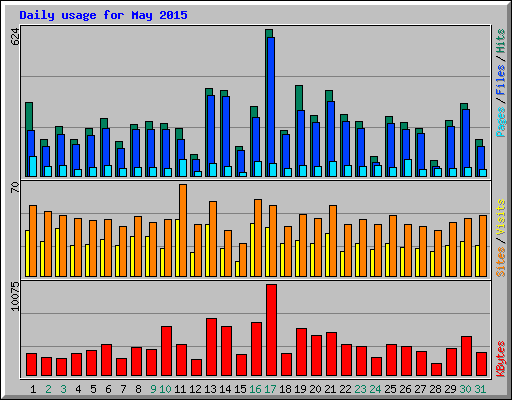 Daily usage for May 2015
624
Pages / Files / Hits
70
Sites / Visits
10075
KBytes
1 2 3 4 5 6 7 8 9 10 11 12 13 14 15 16 17 18 19 20 21 22 23 24 25 26 27 28 29 30 31